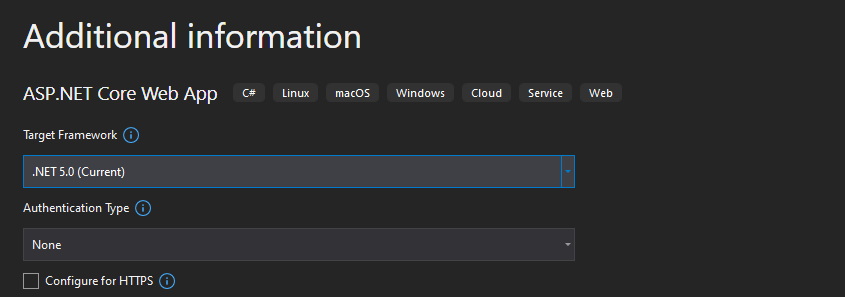 Additional information
ASP.NET Core Web App C# Linux macOS Windows Cloud Service Web
Target Framework
.NET 5.0 (Current)
Authentication Type
None
Configure for HTTPS